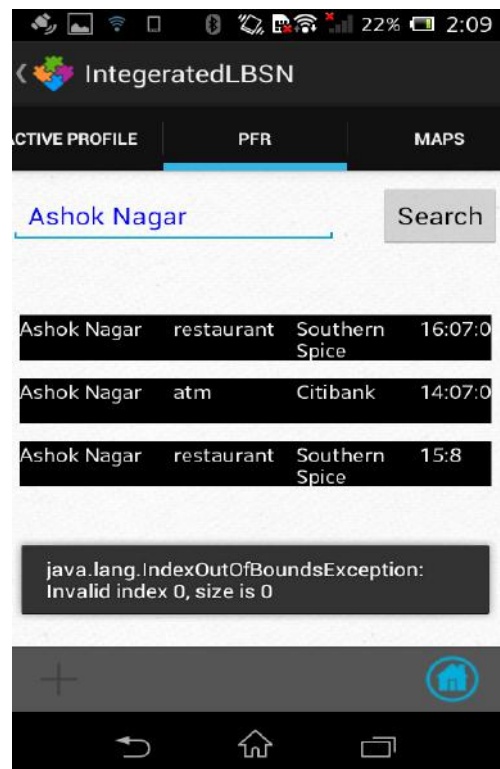 22% 2:09
IntegeratedLBSN
CTIVE PROFILE PFR MAPS
Ashok Nagar Search
Ashok Nagar restaurant Southern Spice 16:07:0
Ashok Nagar atm Citibank 14:07:0
Ashok Nagar restaurant Southern Spice 15:8
java.lang.IndexOutOfBoundsException:
Invalid index 0, size is 0